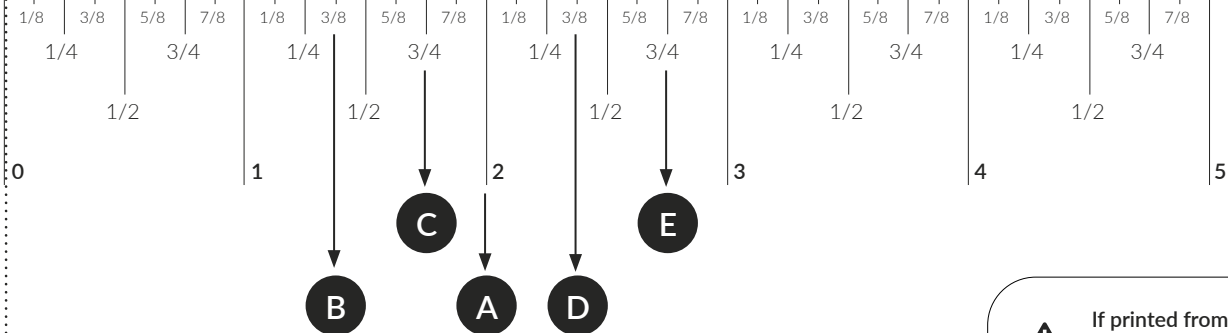 1/8 3/8 5/8 7/8 1/8 3/8 5/8 7/8 1/8 3/8 5/8 7/8 1/8 3/8 5/8 7/8 1/8 3/8 5/8 7/8
1/4 3/4 1/4 3/4 1/4 3/4 1/4 3/4 1/4 3/4
1/2 1/2 1/2 1/2 1/2
0 1 2 3 4 5
C E
B A D
If printed from